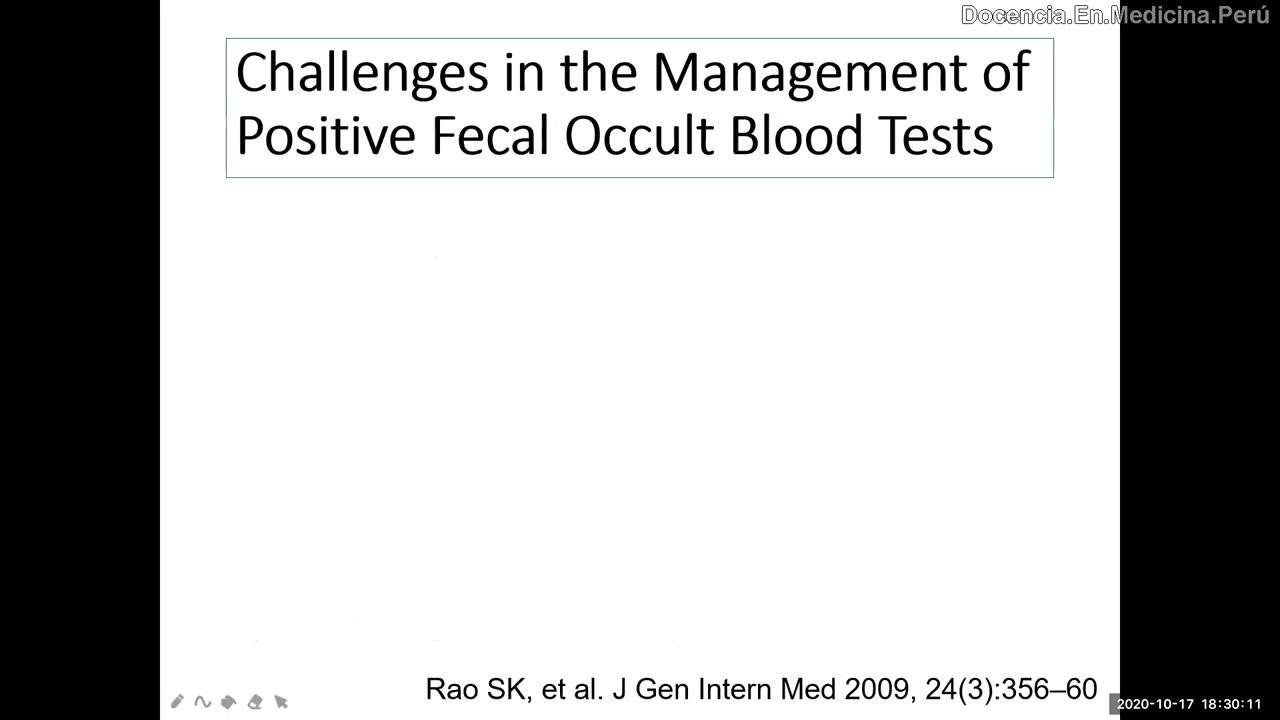 Docencia.En.Medicina.Perú
Challenges in the Management of
Positive Fecal Occult Blood Tests
Rao SK, et al. J Gen Intern Med 2009, 24(3):356–60
2020-10-17 18:30:11